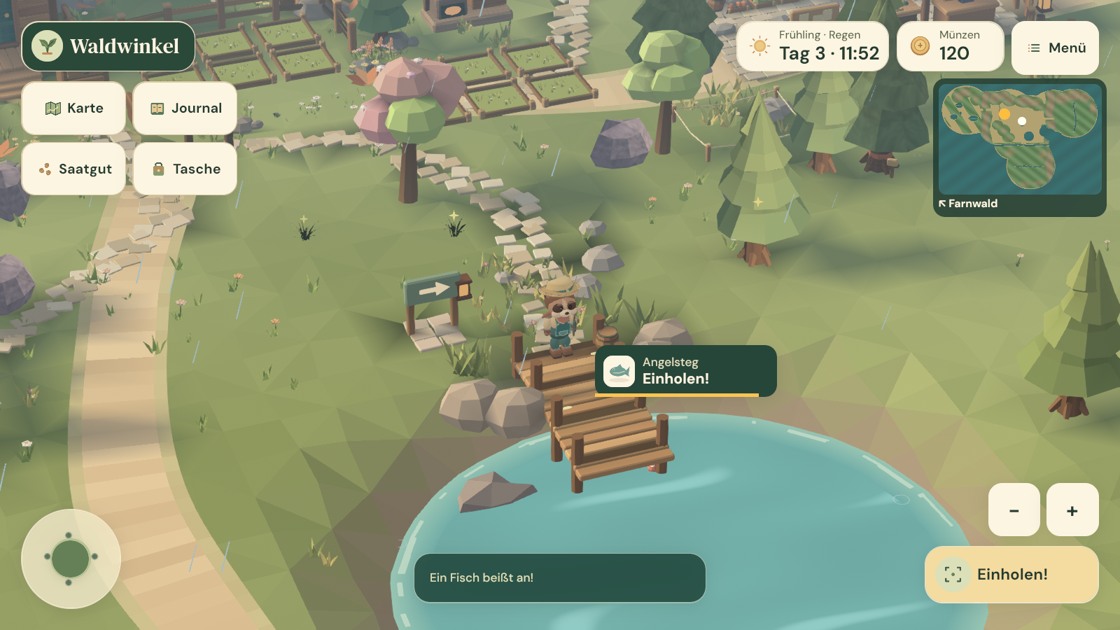 Waldwinkel
Karte
Journal
Saatgut
Tasche
Frühling · Regen
Tag 3 · 11:52
Münzen
120
Menü
Farnwald
Angelsteg
Einholen!
Ein Fisch beißt an!
−
+
Einholen!